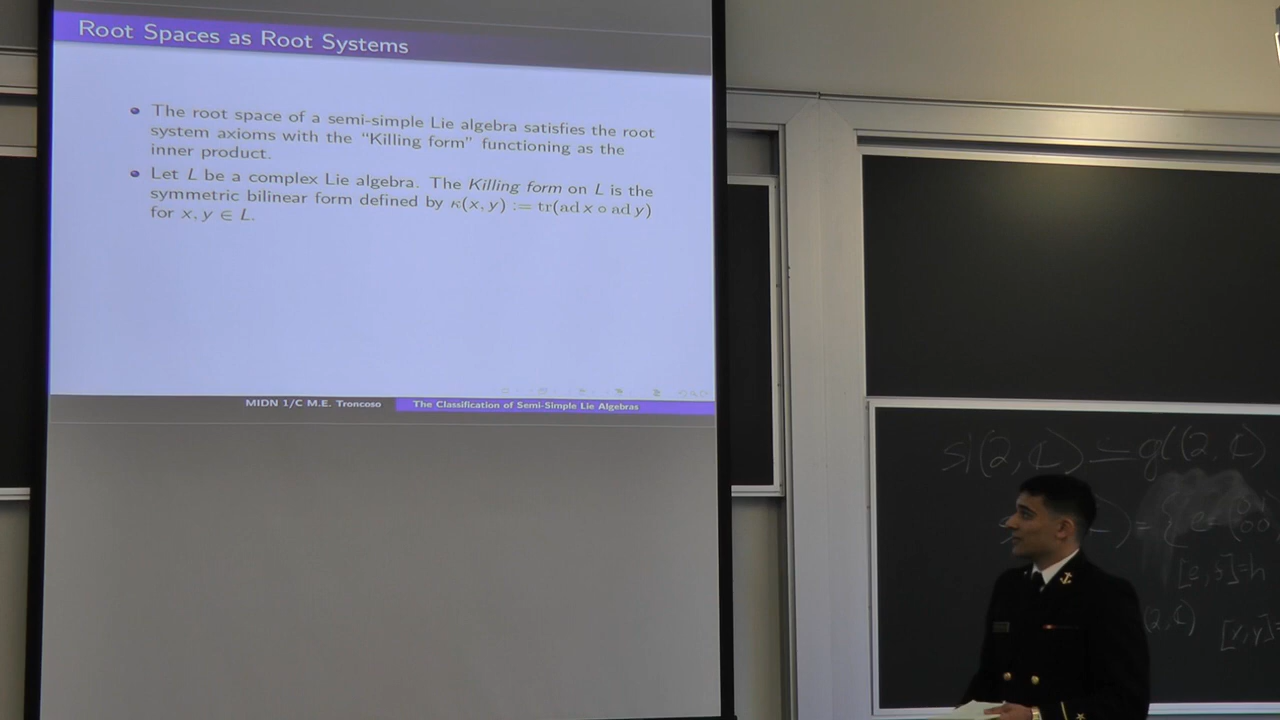 Root Spaces as Root Systems
The root space of a semi-simple Lie algebra satisfies the root
system axioms with the “Killing form” functioning as the
inner product.
Let L be a complex Lie algebra. The Killing form on L is the
symmetric bilinear form defined by κ(x, y) := tr(ad x ∘ ad y)
for x, y ∈ L.
MIDN 1/C M.E. Troncoso
The Classification of Semi-Simple Lie Algebras
sl(2, ℂ) ≤ gl(2, ℂ)